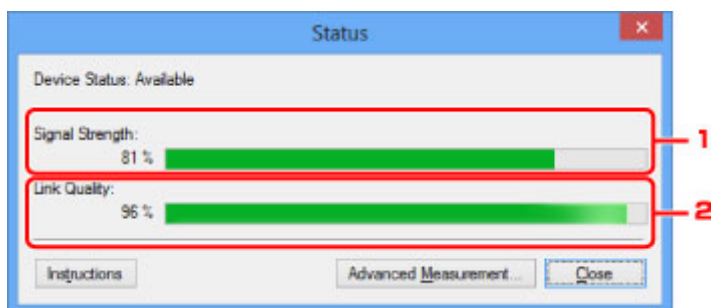 Status
Device Status: Available
Signal Strength:
81 %
1
Link Quality:
96 %
2
Instructions Advanced Measurement... Close